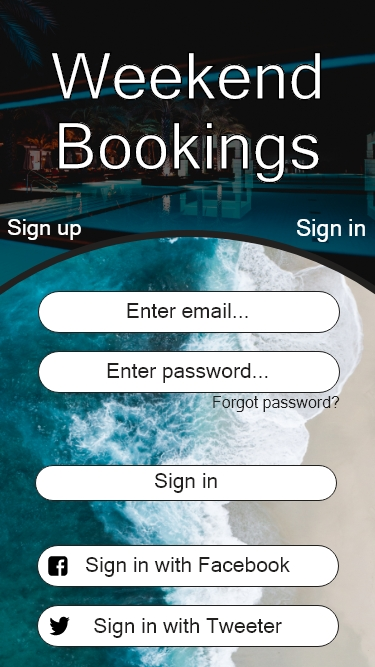 Weekend
Bookings
Sign up
Sign in
Enter email...
Enter password...
Forgot password?
Sign in
Sign in with Facebook
Sign in with Tweeter